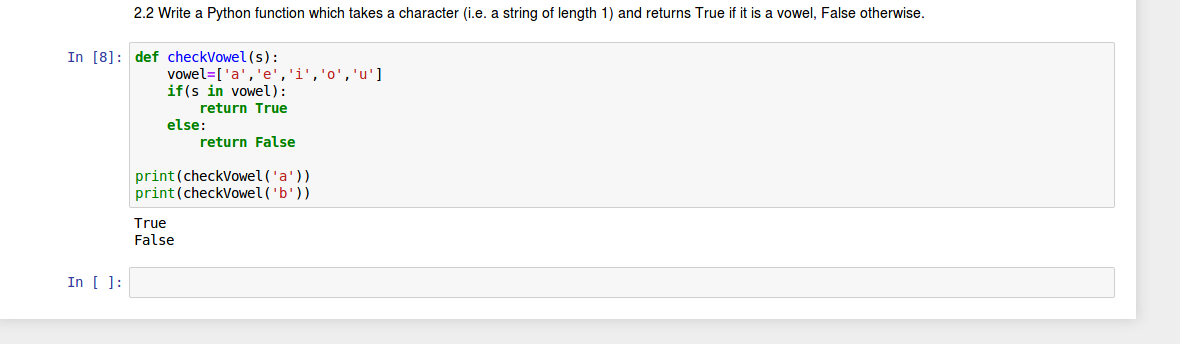 2.2 Write a Python function which takes a character (i.e. a string of length 1) and returns True if it is a vowel, False otherwise.
In [8]: def checkVowel(s):
    vowel=['a','e','i','o','u']
    if(s in vowel):
        return True
    else:
        return False

print(checkVowel('a'))
print(checkVowel('b'))
True
False
In [ ]: